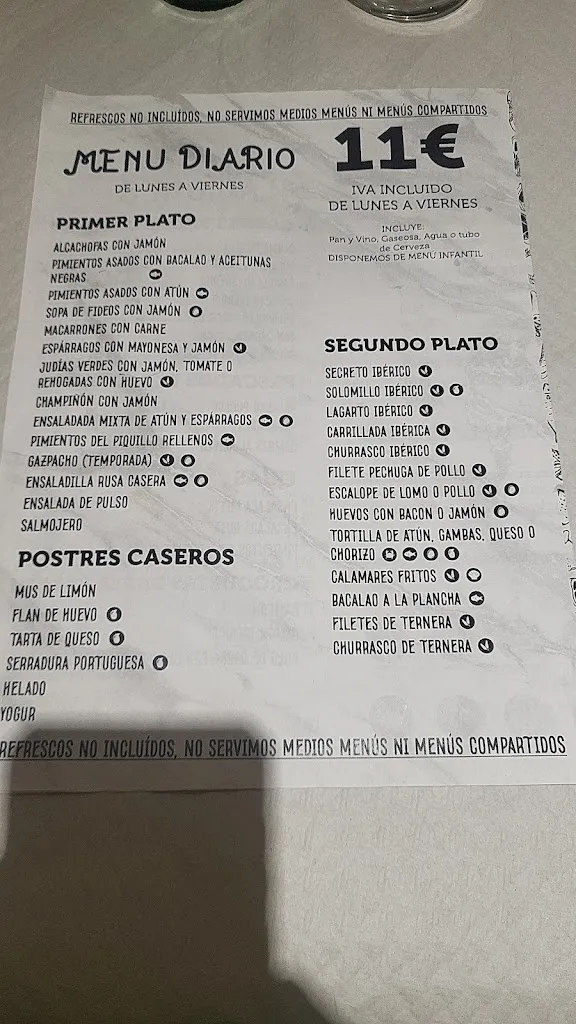 REFRESCOS NO INCLUÍDOS, NO SERVIMOS MEDIOS MENÚS NI MENÚS COMPARTIDOS
MENU DIARIO
DE LUNES A VIERNES
11€
IVA INCLUIDO
DE LUNES A VIERNES
INCLUYE:
Pan y Vino, Gaseosa, Agua o tubo
de Cerveza
DISPONEMOS DE MENU INFANTIL
PRIMER PLATO
ALCACHOFAS CON JAMÓN
PIMIENTOS ASADOS CON BACALAO Y ACEITUNAS
NEGRAS
PIMIENTOS ASADOS CON ATÚN
SOPA DE FIDEOS CON JAMÓN
MACARRONES CON CARNE
ESPÁRRAGOS CON MAYONESA Y JAMÓN
JUDÍAS VERDES CON JAMÓN, TOMATE O
REHOGADAS CON HUEVO
CHAMPIÑÓN CON JAMÓN
ENSALADADA MIXTA DE ATÚN Y ESPÁRRAGOS
PIMIENTOS DEL PIQUILLO RELLENOS
GAZPACHO (TEMPORADA)
ENSALADILLA RUSA CASERA
ENSALADA DE PULSO
SALMOJERO
SEGUNDO PLATO
SECRETO IBÉRICO
SOLOMILLO IBÉRICO
LAGARTO IBÉRICO
CARRILLADA IBÉRICA
CHURRASCO IBÉRICO
FILETE PECHUGA DE POLLO
ESCALOPE DE LOMO O POLLO
HUEVOS CON BACON O JAMÓN
TORTILLA DE ATÚN, GAMBAS, QUESO O
CHORIZO
CALAMARES FRITOS
BACALAO A LA PLANCHA
FILETES DE TERNERA
CHURRASCO DE TERNERA
POSTRES CASEROS
MUS DE LIMÓN
FLAN DE HUEVO
TARTA DE QUESO
SERRADURA PORTUGUESA
HELADO
YOGUR
REFRESCOS NO INCLUÍDOS, NO SERVIMOS MEDIOS MENÚS NI MENÚS COMPARTIDOS